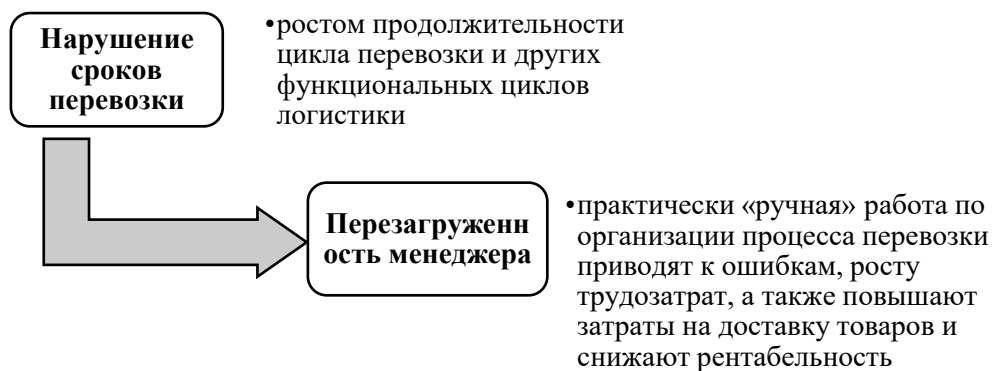 Нарушение
сроков
перевозки
•ростом продолжительности
цикла перевозки и других
функциональных циклов
логистики
Перезагруженн
ость менеджера
•практически «ручная» работа по
организации процесса перевозки
приводят к ошибкам, росту
трудозатрат, а также повышают
затраты на доставку товаров и
снижают рентабельность